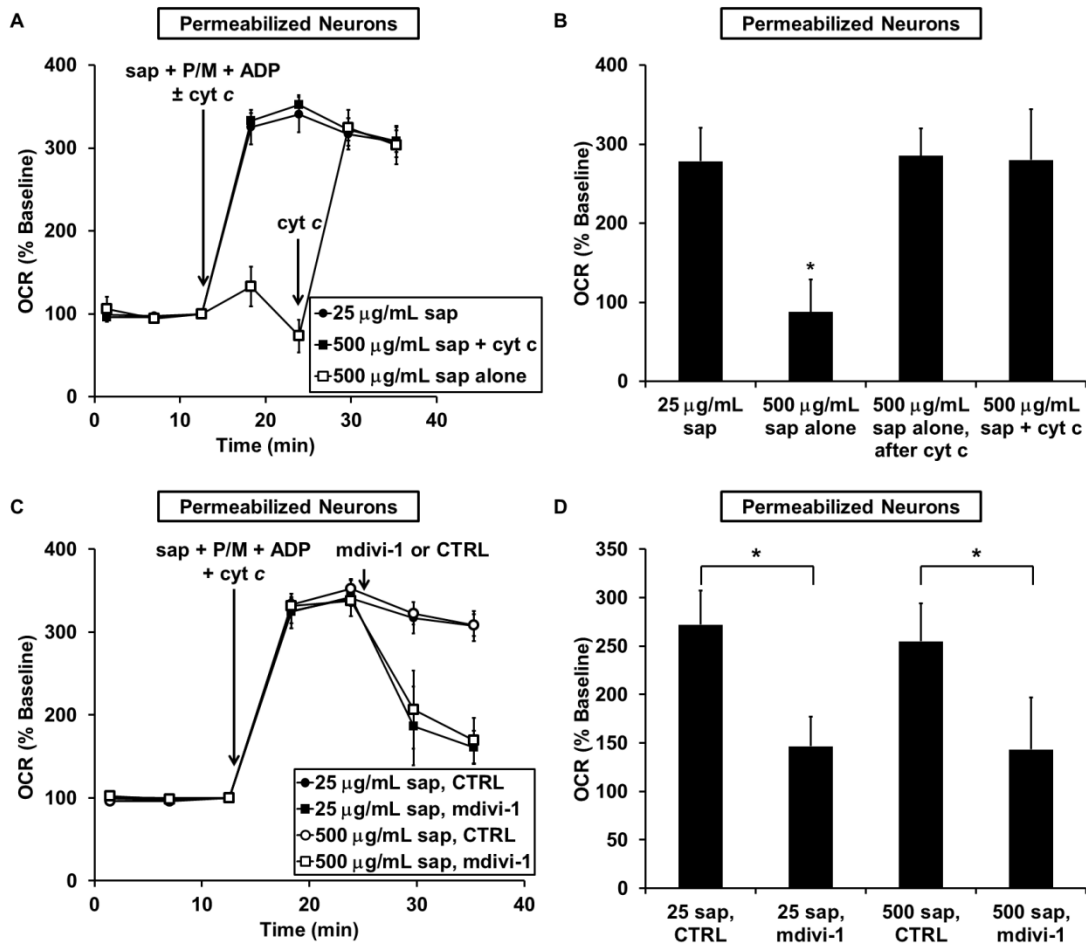 A
Permeabilized Neurons
sap + P/M + ADP
± cyt c
cyt c
OCR (% Baseline)
400
300
200
100
0
0 10 20 30 40
Time (min)
25 μg/mL sap
500 μg/mL sap + cyt c
500 μg/mL sap alone
B
Permeabilized Neurons
OCR (% Baseline)
400
300
200
100
0
*
25 μg/mL
sap
500 μg/mL
sap alone
500 μg/mL
sap alone,
after cyt c
500 μg/mL
sap + cyt c
C
Permeabilized Neurons
sap + P/M + ADP
+ cyt c
mdivi-1 or CTRL
OCR (% Baseline)
400
300
200
100
0
0 10 20 30 40
Time (min)
25 μg/mL sap, CTRL
25 μg/mL sap, mdivi-1
500 μg/mL sap, CTRL
500 μg/mL sap, mdivi-1
D
Permeabilized Neurons
OCR (% Baseline)
350
300
250
200
150
100
50
0
*
*
25 sap,
CTRL
25 sap,
mdivi-1
500 sap,
CTRL
500 sap,
mdivi-1